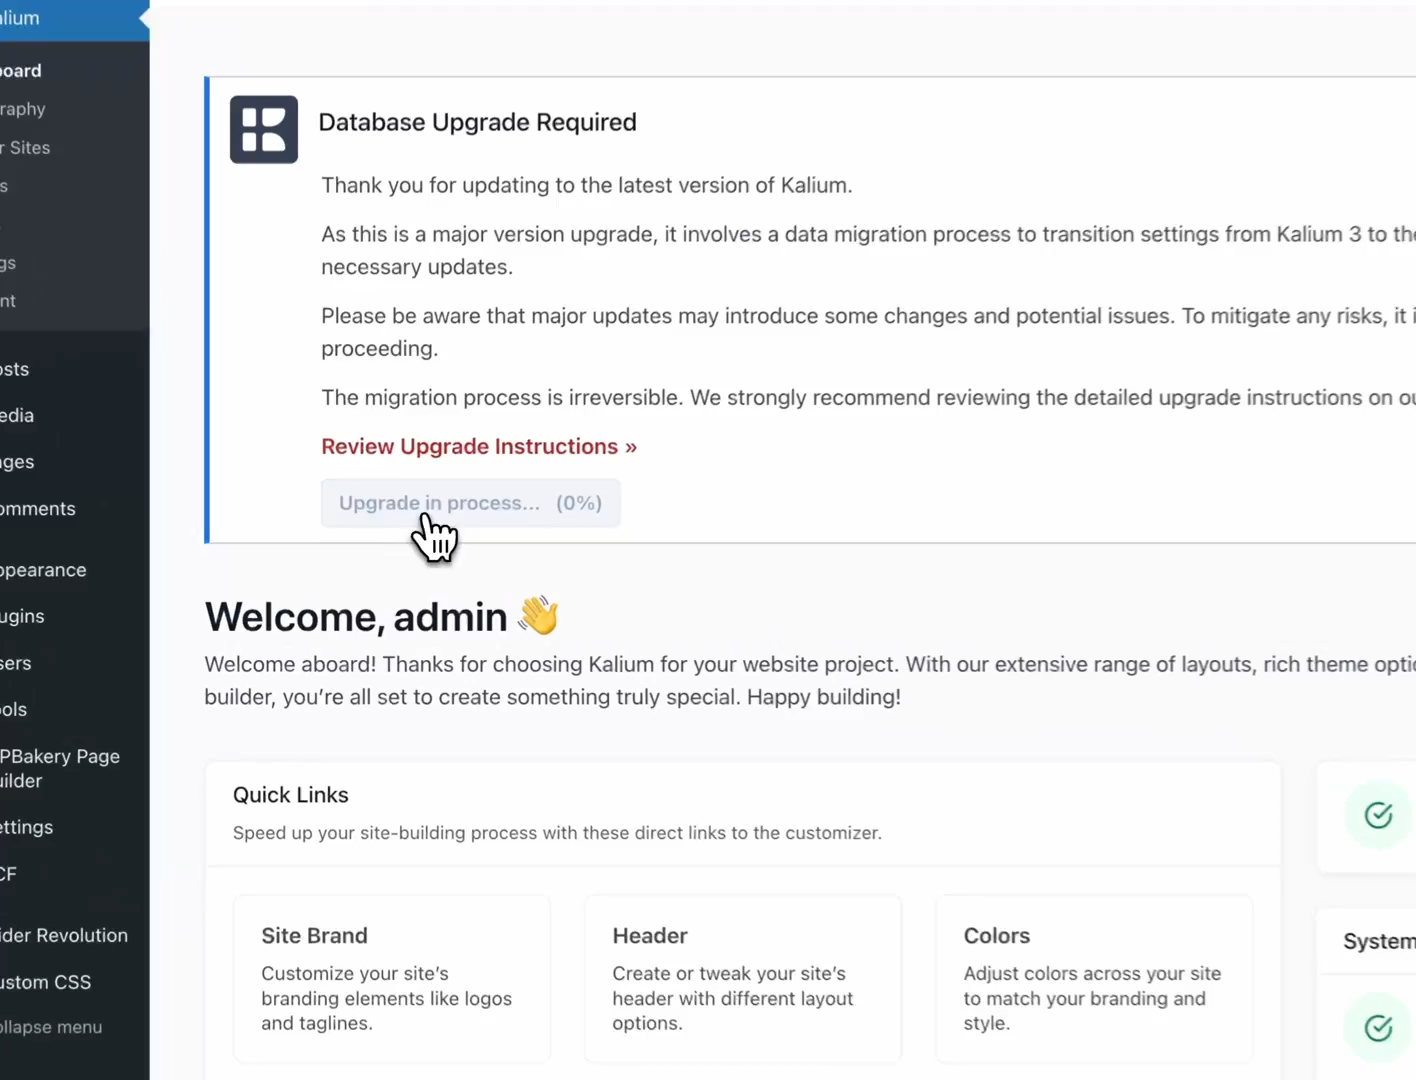 alium
board
raphy
r Sites
s
gs
nt
osts
edia
ages
omments
ppearance
ugins
sers
ols
PBakery Page
uilder
ettings
CF
ider Revolution
ustom CSS
ollapse menu
Database Upgrade Required
Thank you for updating to the latest version of Kalium.
As this is a major version upgrade, it involves a data migration process to transition settings from Kalium 3 to the
necessary updates.
Please be aware that major updates may introduce some changes and potential issues. To mitigate any risks, it i
proceeding.
The migration process is irreversible. We strongly recommend reviewing the detailed upgrade instructions on ou
Review Upgrade Instructions »
Upgrade in process... (0%)
Welcome, admin 👋
Welcome aboard! Thanks for choosing Kalium for your website project. With our extensive range of layouts, rich theme optio
builder, you’re all set to create something truly special. Happy building!
Quick Links
Speed up your site-building process with these direct links to the customizer.
Site Brand
Customize your site’s
branding elements like logos
and taglines.
Header
Create or tweak your site’s
header with different layout
options.
Colors
Adjust colors across your site
to match your branding and
style.
System